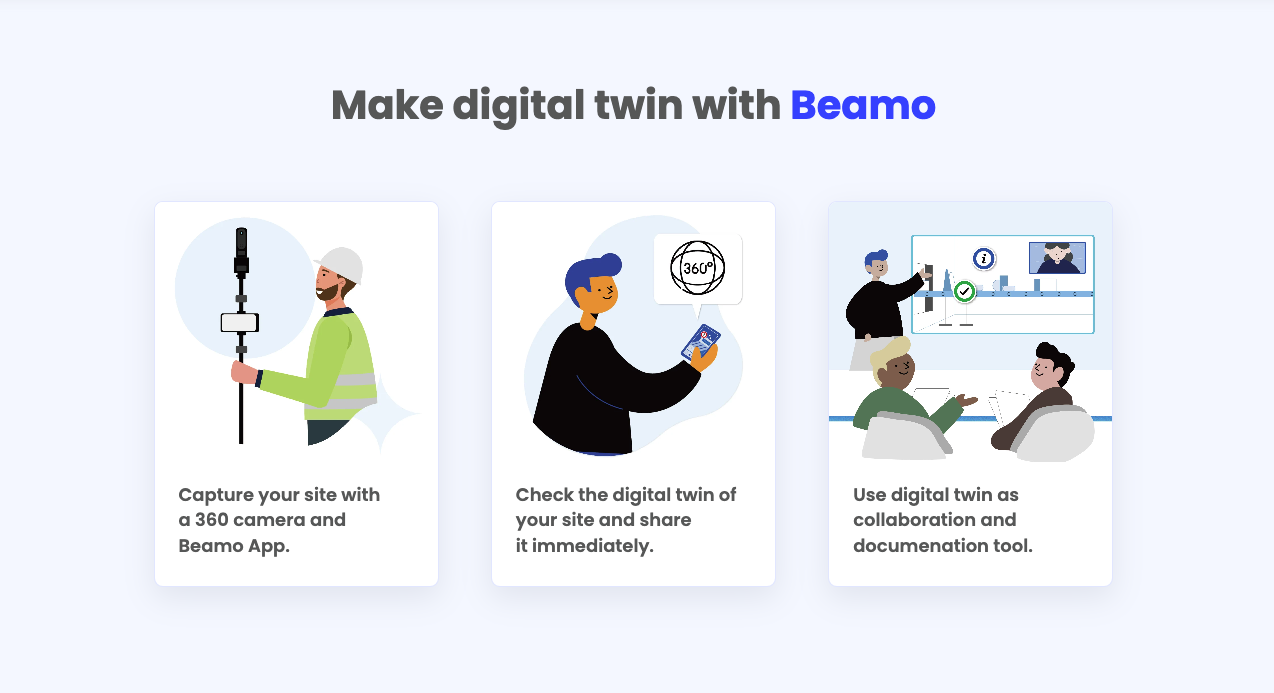 Make digital twin with Beamo
360°
i
Capture your site with
a 360 camera and
Beamo App.
Check the digital twin of
your site and share
it immediately.
Use digital twin as
collaboration and
documenation tool.